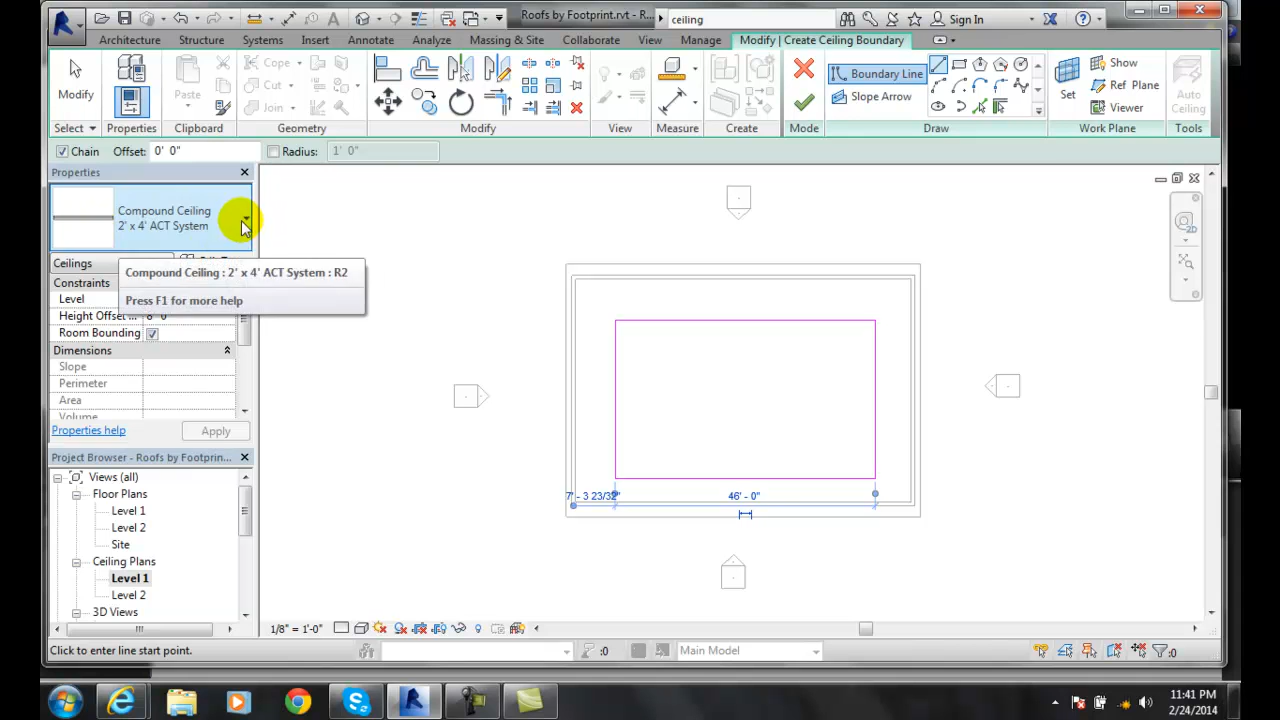 Roofs by Footprint.rvt - R...
ceiling
Sign In
Architecture
Structure
Systems
Insert
Annotate
Analyze
Massing & Site
Collaborate
View
Manage
Modify | Create Ceiling Boundary
Modify
Paste
Cope
Cut
Join
Boundary Line
Slope Arrow
Set
Show
Ref Plane
Viewer
Auto
Ceiling
Select
Properties
Clipboard
Geometry
Modify
View
Measure
Create
Mode
Draw
Work Plane
Tools
Chain
Offset:
0' 0"
Radius:
1' 0"
Properties
Compound Ceiling
2' x 4' ACT System
Ceilings
Compound Ceiling : 2' x 4' ACT System : R2
Press F1 for more help
Constraints
Level
Height Offset ...
8' 0"
Room Bounding
Dimensions
Slope
Perimeter
Area
Volume
Properties help
Apply
Project Browser - Roofs by Footprin...
Views (all)
Floor Plans
Level 1
Level 2
Site
Ceiling Plans
Level 1
Level 2
3D Views
2D
7' - 3 23/32"
46' - 0"
1/8" = 1'-0"
Click to enter line start point.
:0
Main Model
:0
11:41 PM
2/24/2014